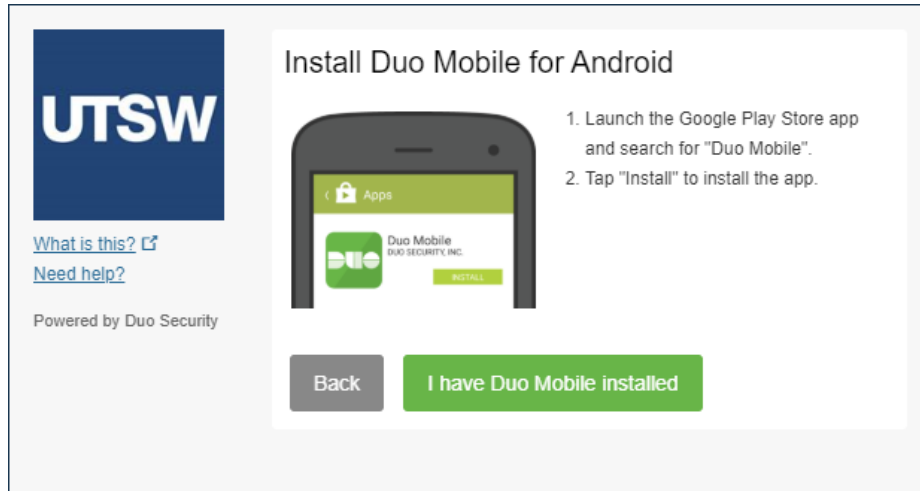 UTSW
What is this?
Need help?
Powered by Duo Security
Install Duo Mobile for Android
Apps
Duo Mobile
DUO SECURITY, INC.
DUO
INSTALL
1. Launch the Google Play Store app
and search for "Duo Mobile".
2. Tap "Install" to install the app.
Back
I have Duo Mobile installed